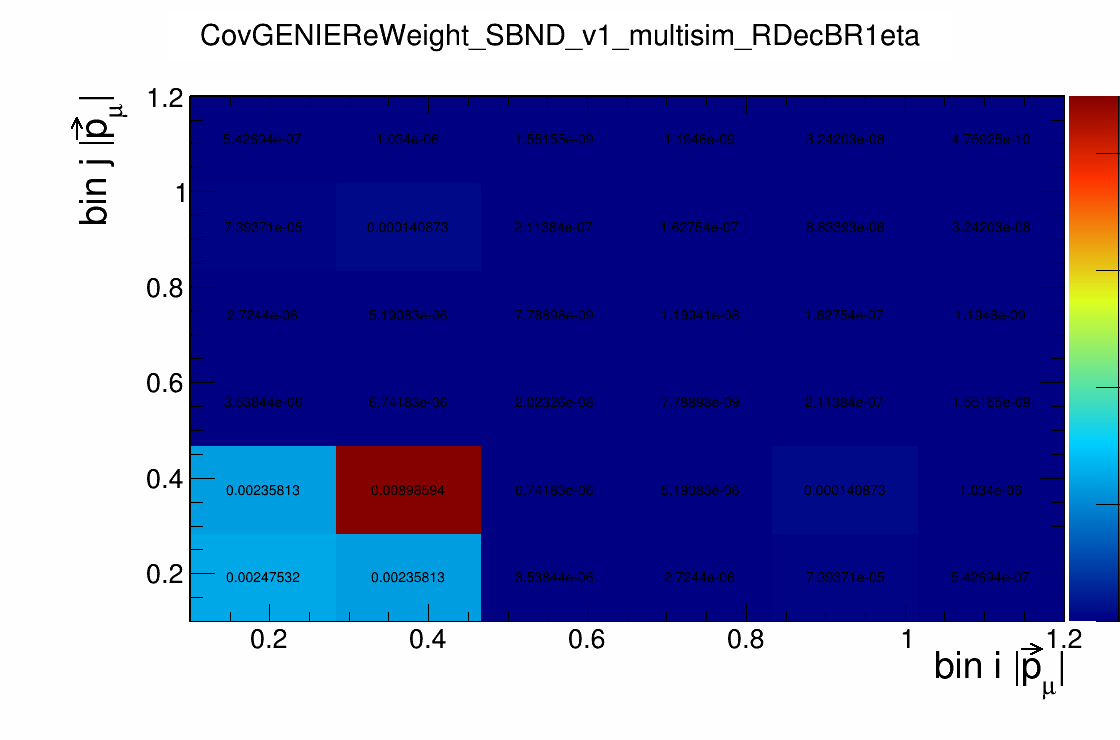 CovGENIEReWeight_SBND_v1_multisim_RDecBR1eta
bin j |p⃗μ|
1.2
5.42694e-07 1.034e-06 1.55155e-09 1.1946e-09 3.24203e-08 4.75928e-10
1
7.39371e-05 0.000140873 2.11384e-07 1.62754e-07 8.83393e-06 3.24203e-08
0.8
2.7244e-06 5.19083e-06 7.78898e-09 1.19941e-08 1.62754e-07 1.1946e-09
0.6
3.53844e-06 6.74183e-06 2.02326e-08 7.78898e-09 2.11384e-07 1.55155e-09
0.4
0.00235813 0.00898594 6.74183e-06 5.19083e-06 0.000140873 1.034e-06
0.2
0.00247532 0.00235813 3.53844e-06 2.7244e-06 7.39371e-05 5.42694e-07
0.2 0.4 0.6 0.8 1 1.2
bin i |p⃗μ|